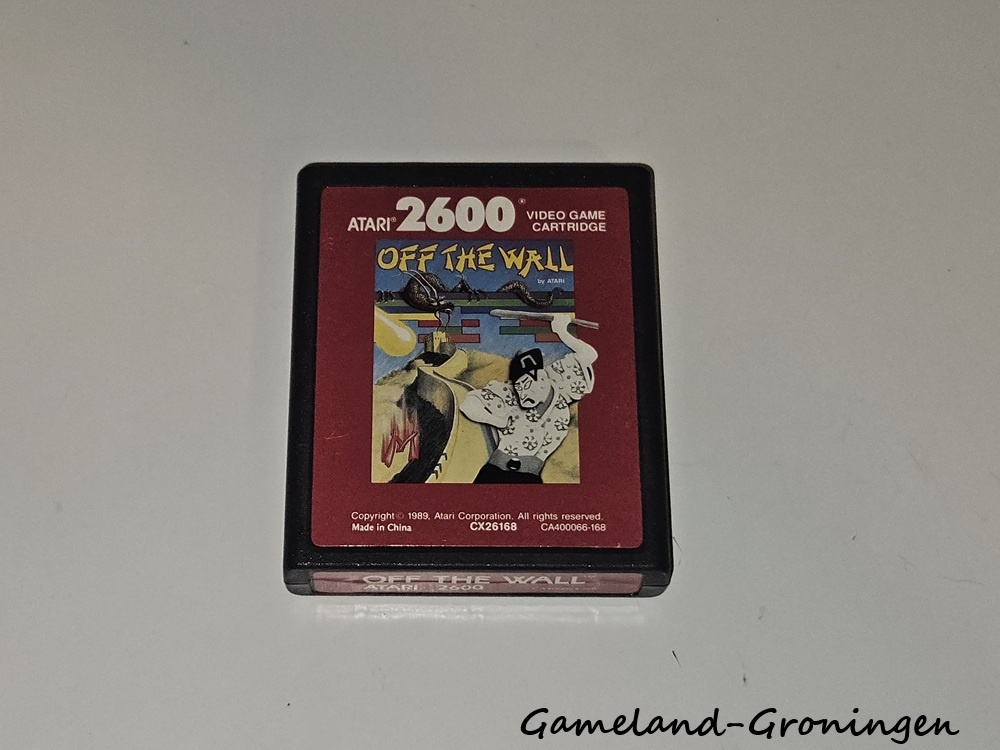 ATARI® 2600® VIDEO GAME
CARTRIDGE
OFF THE WALL
by ATARI
Copyright © 1989, Atari Corporation. All rights reserved.
Made in China CX26168 CA400066-168
OFF THE WALL
ATARI 2600
Gameland-Groningen